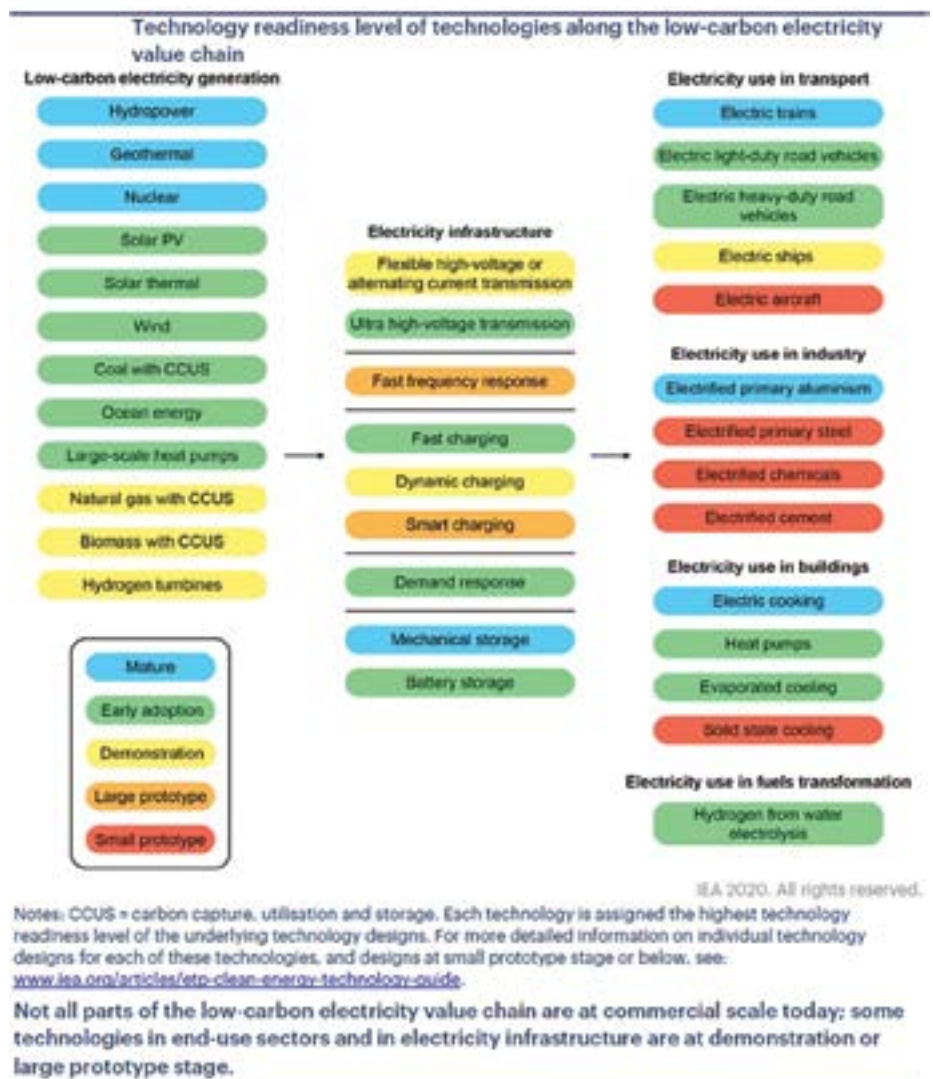 Technology readiness level of technologies along the low-carbon electricity
value chain
Low-carbon electricity generation
Hydropower
Geothermal
Nuclear
Solar PV
Solar thermal
Wind
Coal with CCUS
Ocean energy
Large-scale heat pumps
Natural gas with CCUS
Biomass with CCUS
Hydrogen turbines
Mature
Early adoption
Demonstration
Large prototype
Small prototype
Electricity infrastructure
Flexible high-voltage or
alternating current transmission
Ultra high-voltage transmission
Fast frequency response
Fast charging
Dynamic charging
Smart charging
Demand response
Mechanical storage
Battery storage
Electricity use in transport
Electric trains
Electric light-duty road vehicles
Electric heavy-duty road
vehicles
Electric ships
Electric aircraft
Electricity use in industry
Electrified primary aluminium
Electrified primary steel
Electrified chemicals
Electrified cement
Electricity use in buildings
Electric cooking
Heat pumps
Evaporated cooling
Solid state cooling
Electricity use in fuels transformation
Hydrogen from water
electrolysis
IEA 2020. All rights reserved.
Notes: CCUS = carbon capture, utilisation and storage. Each technology is assigned the highest technology
readiness level of the underlying technology designs. For more detailed information on individual technology
designs for each of these technologies, and designs at small prototype stage or below, see:
www.iea.org/articles/etp-clean-energy-technology-guide.
Not all parts of the low-carbon electricity value chain are at commercial scale today; some
technologies in end-use sectors and in electricity infrastructure are at demonstration or
large prototype stage.